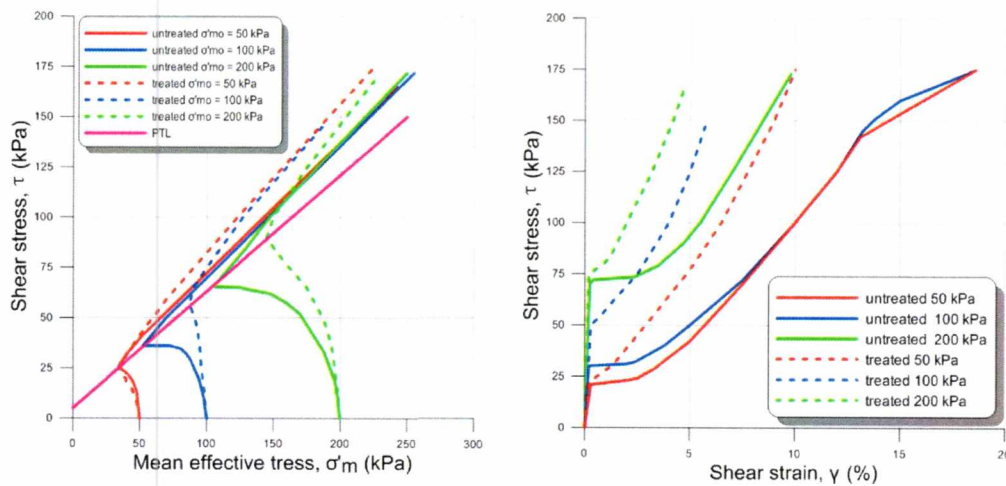 200
175
150
125
100
75
50
25
0
Shear stress, τ (kPa)
untreated σ'mo = 50 kPa
untreated σ'mo = 100 kPa
untreated σ'mo = 200 kPa
treated σ'mo = 50 kPa
treated σ'mo = 100 kPa
treated σ'mo = 200 kPa
PTL
0 50 100 150 200 250 300
Mean effective tress, σ'm (kPa)
200
175
150
125
100
75
50
25
0
Shear stress, τ (kPa)
untreated 50 kPa
untreated 100 kPa
untreated 200 kPa
treated 50 kPa
treated 100 kPa
treated 200 kPa
0 5 10 15 20
Shear strain, γ (%)